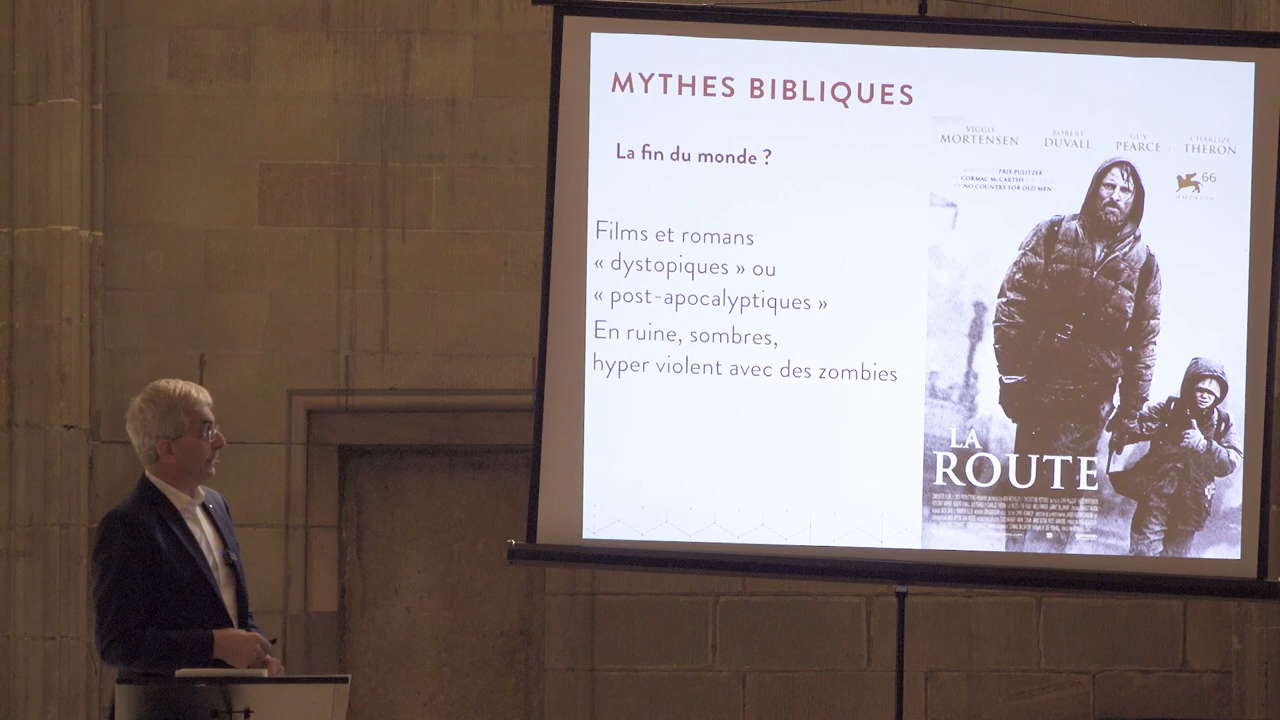 MYTHES BIBLIQUES
La fin du monde ?
Films et romans
« dystopiques » ou
« post-apocalyptiques »
En ruine, sombres,
hyper violent avec des zombies
VIGGO MORTENSEN
ROBERT DUVALL
GUY PEARCE
CHARLIZE THERON
PRIX PULITZER
CORMAC McCARTHY
NO COUNTRY FOR OLD MEN
66
LA
ROUTE